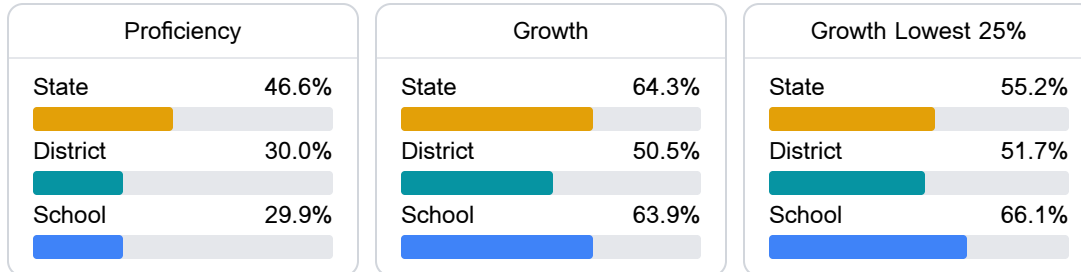 Proficiency
State 46.6%
District 30.0%
School 29.9%
Growth
State 64.3%
District 50.5%
School 63.9%
Growth Lowest 25%
State 55.2%
District 51.7%
School 66.1%